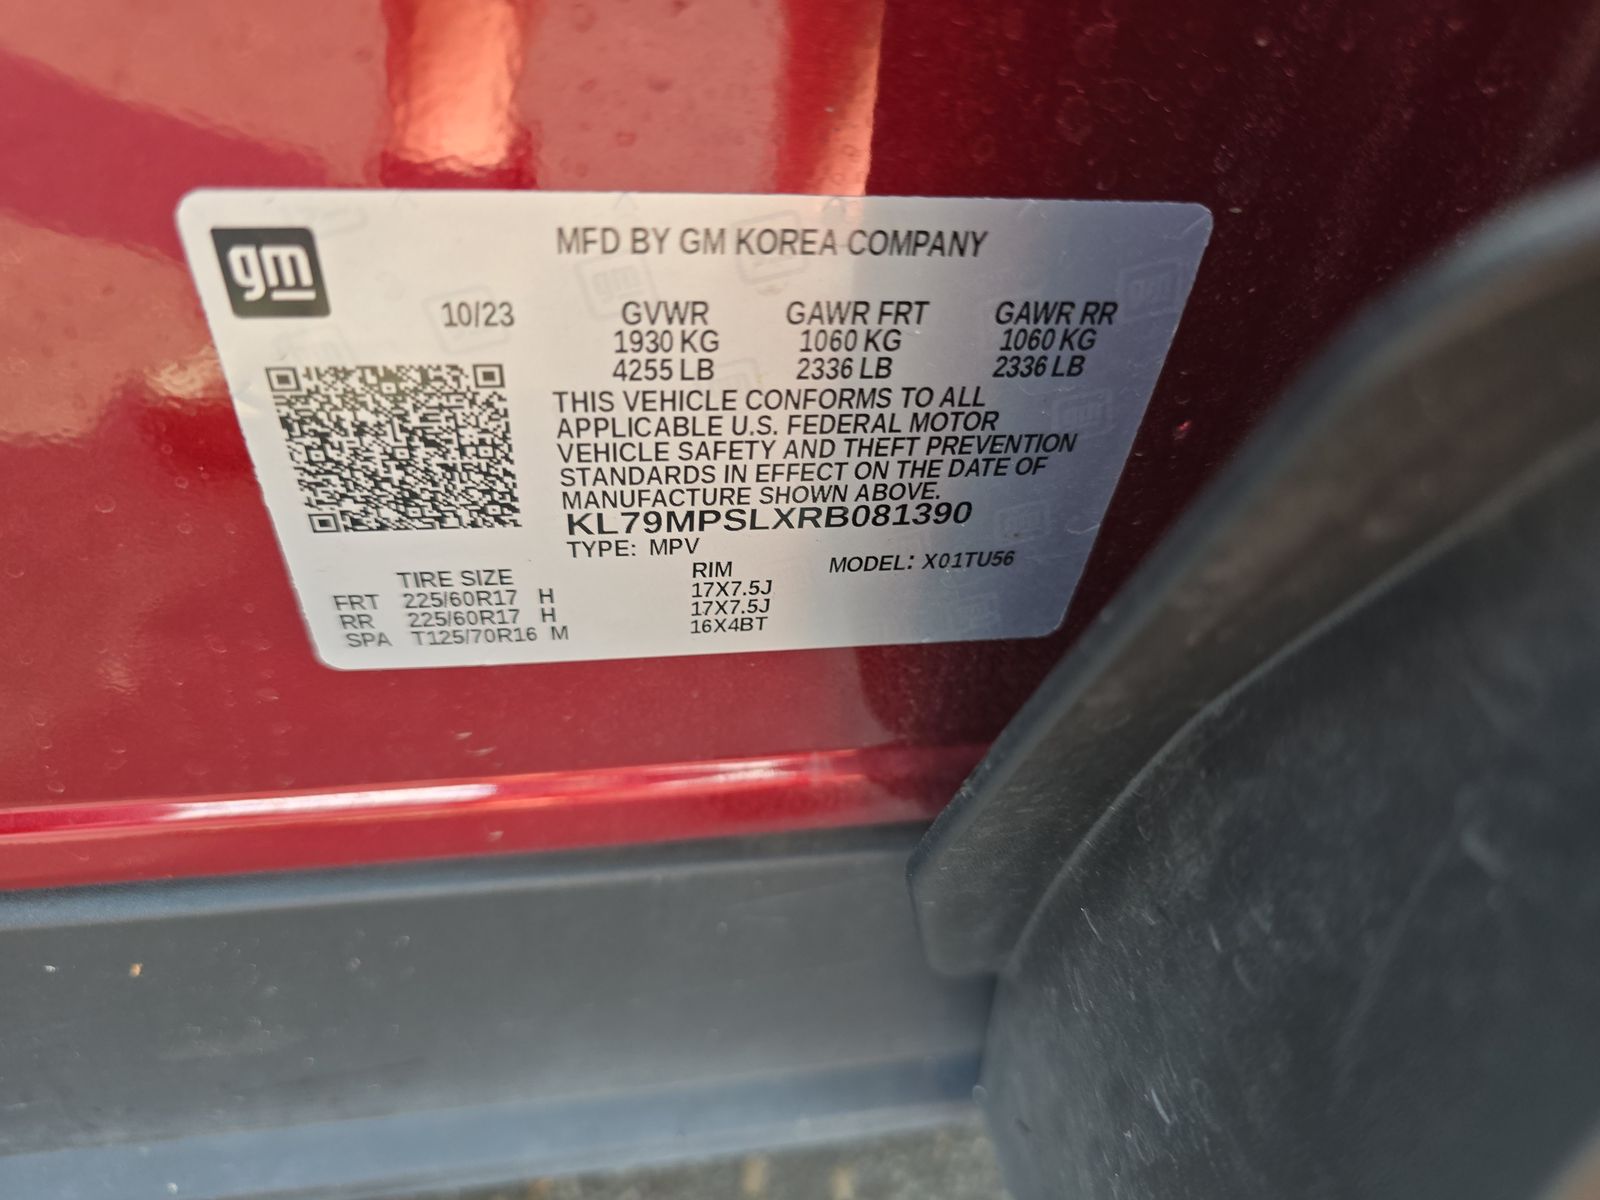 gm
MFD BY GM KOREA COMPANY
10/23 GVWR GAWR FRT GAWR RR
1930 KG 1060 KG 1060 KG
4255 LB 2336 LB 2336 LB
THIS VEHICLE CONFORMS TO ALL
APPLICABLE U.S. FEDERAL MOTOR
VEHICLE SAFETY AND THEFT PREVENTION
STANDARDS IN EFFECT ON THE DATE OF
MANUFACTURE SHOWN ABOVE.
KL79MPSLXRB081390
TYPE: MPV MODEL: X01TU56
TIRE SIZE RIM
FRT 225/60R17 H 17X7.5J
RR 225/60R17 H 17X7.5J
SPA T125/70R16 M 16X4BT